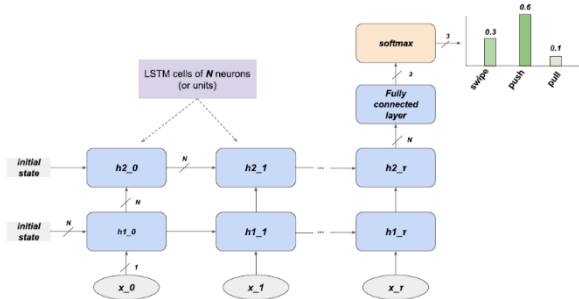 softmax
3
0.3
0.6
0.1
swipe
push
pull
3
LSTM cells of N neurons
(or units)
Fully
connected
layer
N
initial
state
h2_0
N
h2_1
...
h2_τ
N
initial
state
N
h1_0
h1_1
...
h1_τ
1
x_0
x_1
x_τ